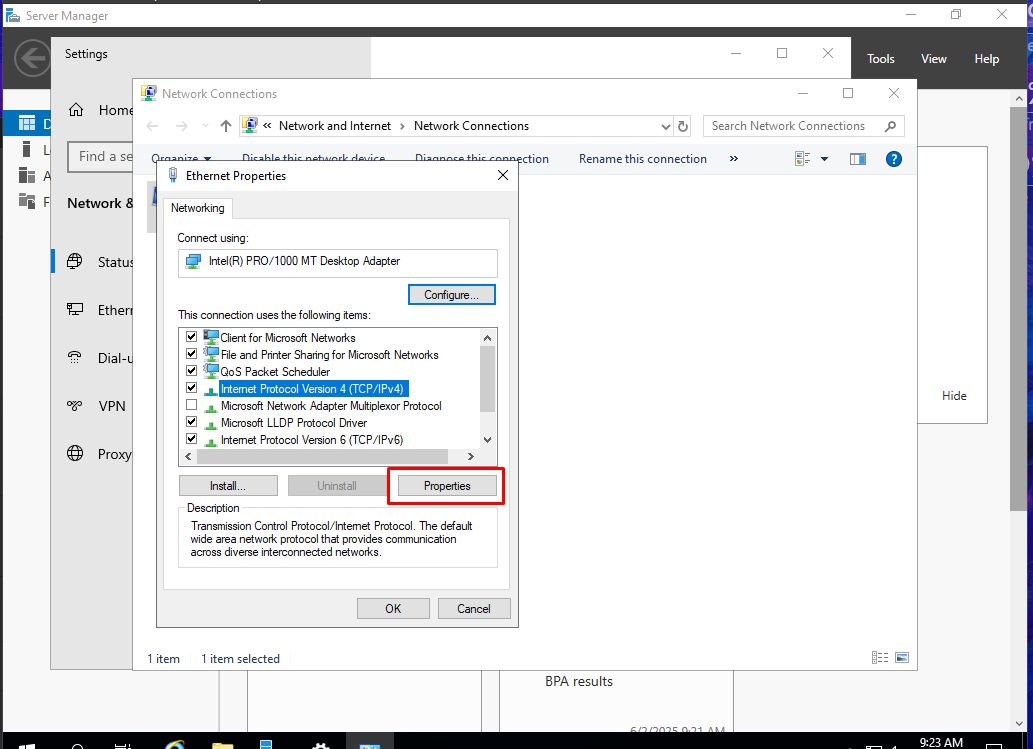 Server Manager
Settings
Tools View Help
Network Connections
Home
« Network and Internet › Network Connections
Search Network Connections
Find a se
Organize Disable this network device Diagnose this connection Rename this connection »
Ethernet Properties
Network &
Networking
Connect using:
Intel(R) PRO/1000 MT Desktop Adapter
Status
Configure...
Ethern
This connection uses the following items:
Client for Microsoft Networks
File and Printer Sharing for Microsoft Networks
QoS Packet Scheduler
Internet Protocol Version 4 (TCP/IPv4)
Microsoft Network Adapter Multiplexor Protocol
Microsoft LLDP Protocol Driver
Internet Protocol Version 6 (TCP/IPv6)
Dial-u
VPN
Hide
Proxy
Install... Uninstall Properties
Description
Transmission Control Protocol/Internet Protocol. The default
wide area network protocol that provides communication
across diverse interconnected networks.
OK Cancel
1 item 1 item selected
BPA results
6/2/2025 9:21 AM
9:23 AM